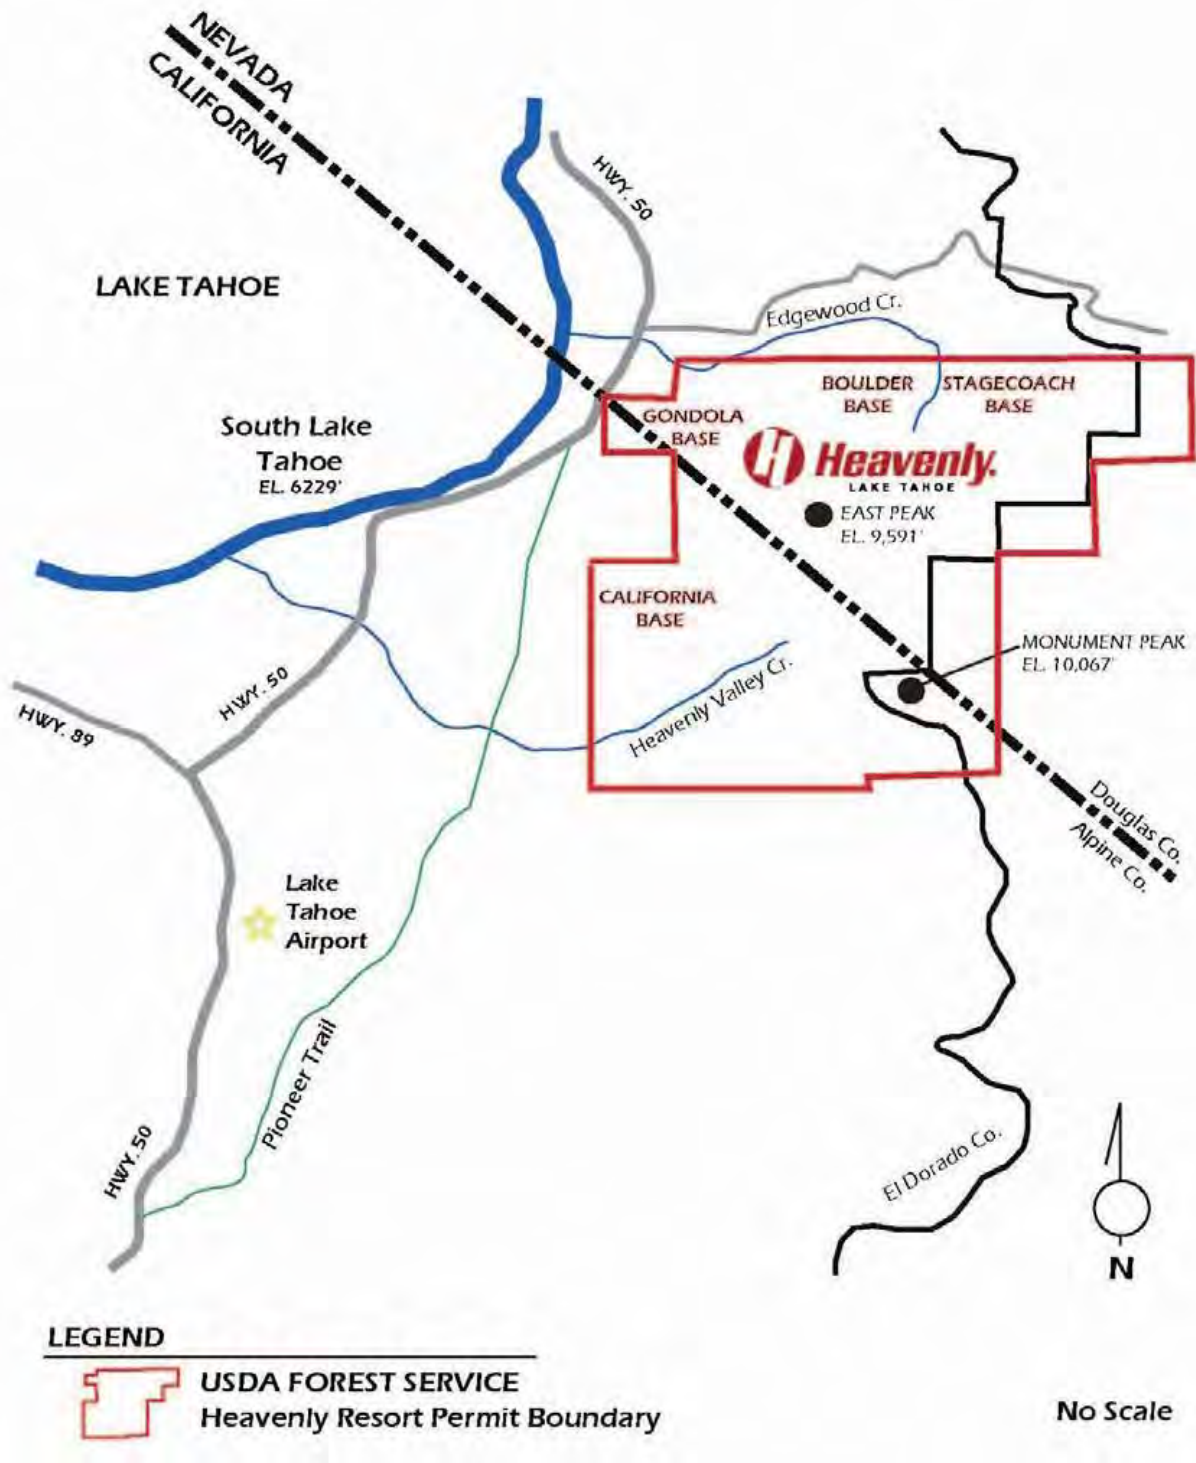 NEVADA
CALIFORNIA
HWY. 50
LAKE TAHOE
Edgewood Cr.
BOULDER
BASE
STAGECOACH
BASE
GONDOLA
BASE
South Lake
Tahoe
EL. 6229'
H
Heavenly.
LAKE TAHOE
EAST PEAK
EL. 9,591'
CALIFORNIA
BASE
MONUMENT PEAK
EL. 10,067'
Heavenly Valley Cr.
HWY. 50
HWY. 89
Douglas Co.
Alpine Co.
Lake
Tahoe
Airport
Pioneer Trail
HWY. 50
El Dorado Co.
N
LEGEND
USDA FOREST SERVICE
Heavenly Resort Permit Boundary
No Scale